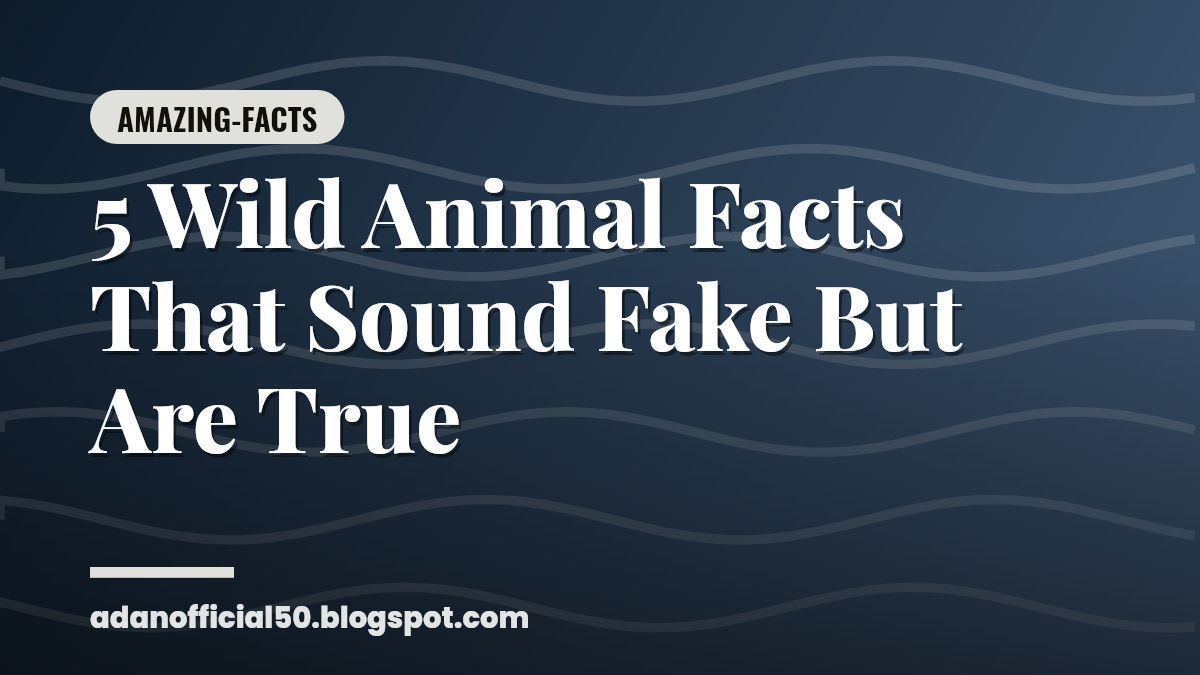 AMAZING-FACTS
5 Wild Animal Facts
That Sound Fake But
Are True
adanofficial50.blogspot.com